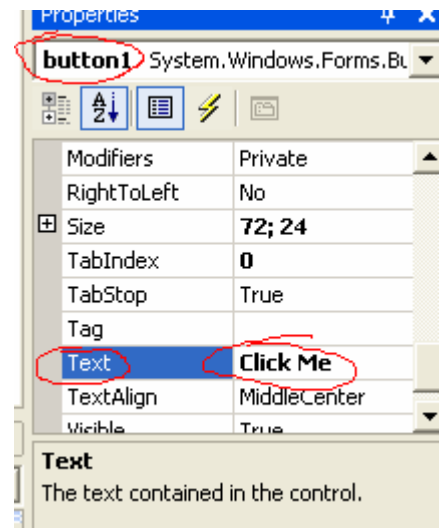 Properties
button1 System.Windows.Forms.Bu
Modifiers Private
RightToLeft No
Size 72; 24
TabIndex 0
TabStop True
Tag
Text Click Me
TextAlign MiddleCenter
Visible True
Text
The text contained in the control.